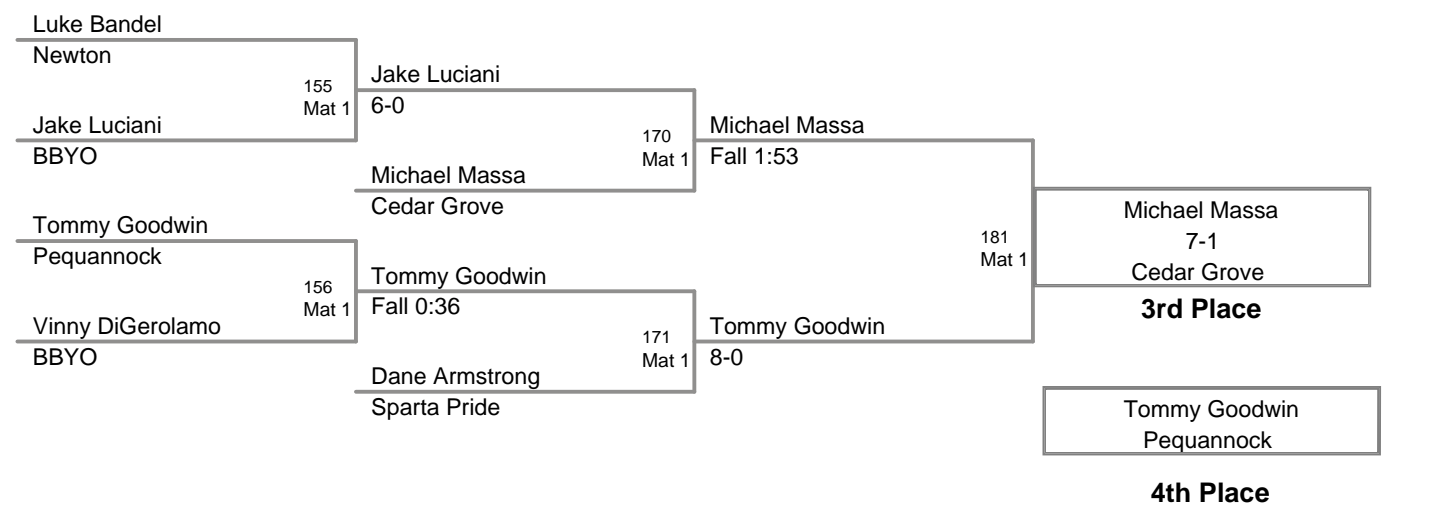 Luke Bandel
Newton
155
Mat 1
Jake Luciani
BBYO
Jake Luciani
6-0
170
Mat 1
Michael Massa
Cedar Grove
Michael Massa
Fall 1:53
Tommy Goodwin
Pequannock
156
Mat 1
Vinny DiGerolamo
BBYO
Tommy Goodwin
Fall 0:36
171
Mat 1
Dane Armstrong
Sparta Pride
Tommy Goodwin
8-0
181
Mat 1
Michael Massa
7-1
Cedar Grove
3rd Place
Tommy Goodwin
Pequannock
4th Place